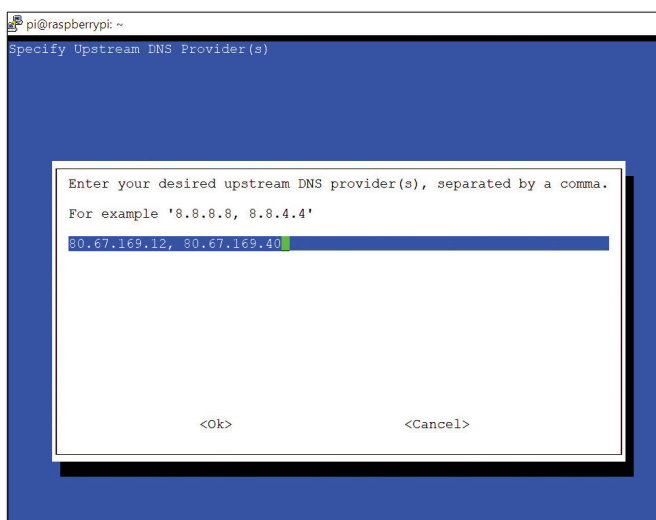 pi@raspberrypi: ~
Specify Upstream DNS Provider(s)
Enter your desired upstream DNS provider(s), separated by a comma.
For example '8.8.8.8, 8.8.4.4'
80.67.169.12, 80.67.169.40
<Ok> <Cancel>